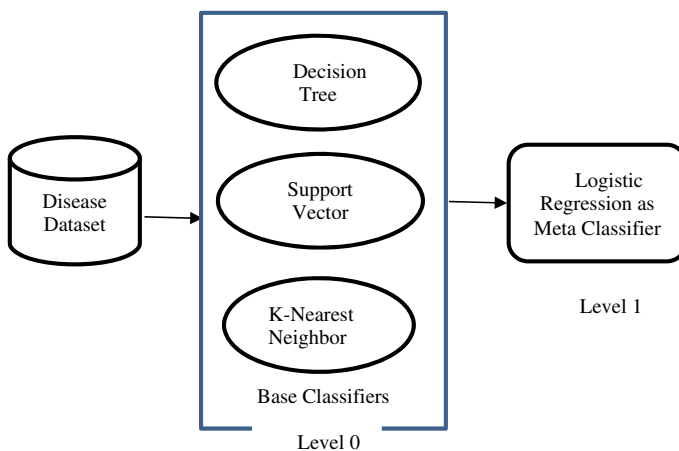 Disease
Dataset
Decision
Tree
Support
Vector
K-Nearest
Neighbor
Base Classifiers
Level 0
Logistic
Regression as
Meta Classifier
Level 1